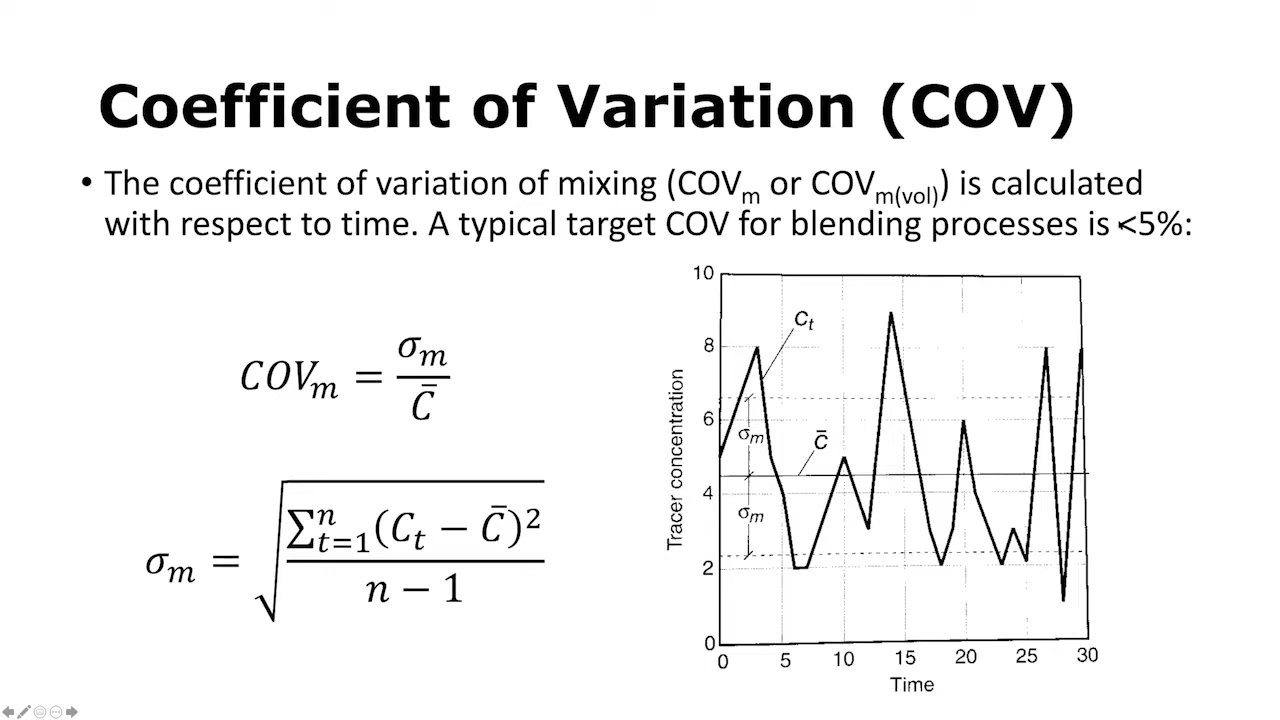 Coefficient of Variation (COV)
• The coefficient of variation of mixing (COVₘ or COVₘ₍ᵥₒₗ₎) is calculated
with respect to time. A typical target COV for blending processes is <5%:
COVₘ = σₘ / C̄
σₘ = √(∑ⁿₜ₌₁(Cₜ − C̄)² / (n − 1))
10
8
6
4
2
0
Tracer concentration
Cₜ
σₘ
C̄
σₘ
0 5 10 15 20 25 30
Time